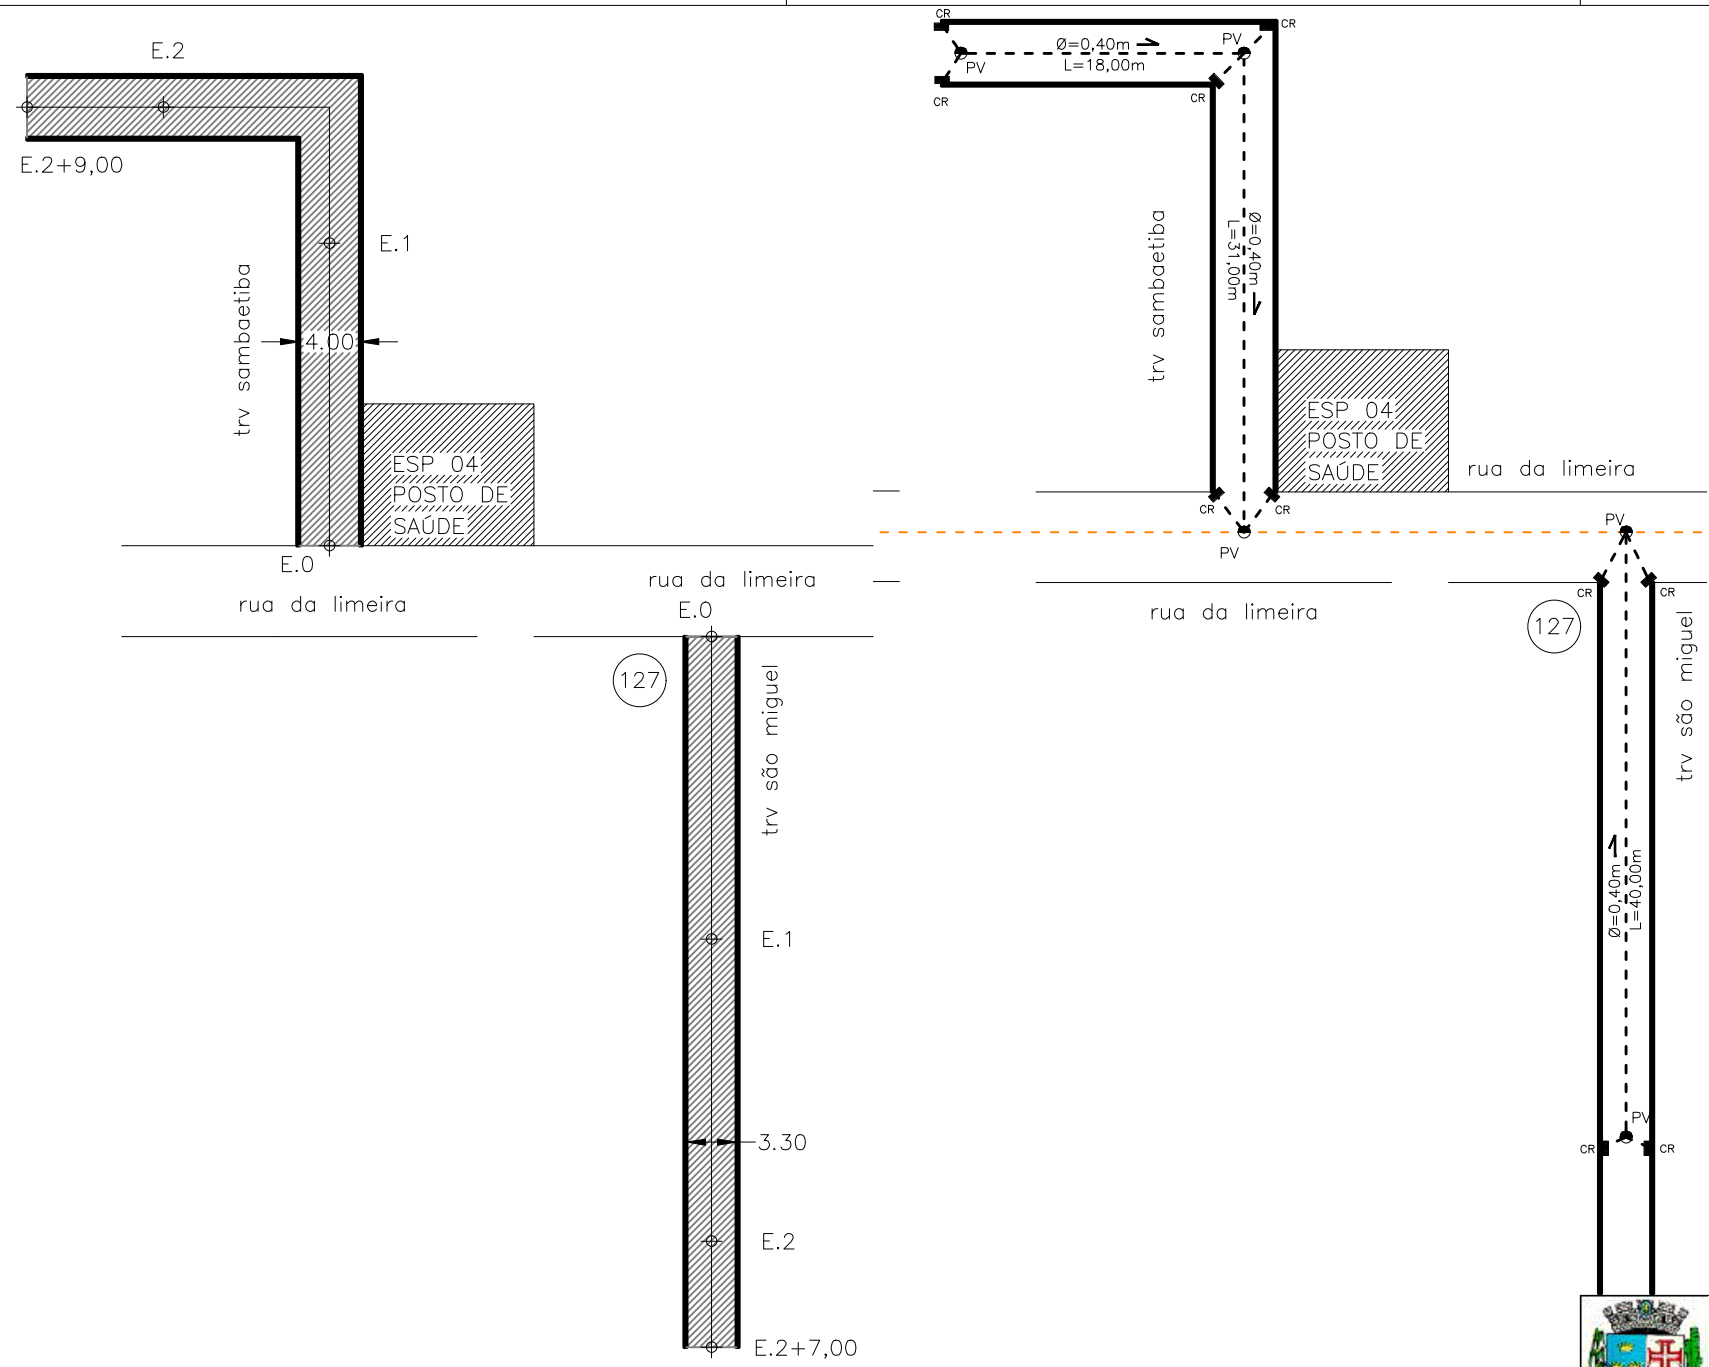 E.2
E.2+9,00
E.1
trv sambaetiba
4.00
ESP 04
POSTO DE
SAÚDE
E.0
rua da limeira
rua da limeira
E.0
127
trv são miguel
E.1
3.30
E.2
E.2+7,00
CR
CR
Ø=0,40m
PV
PV
L=18,00m
CR
CR
trv sambaetiba
Ø=0,40m
L=31,00m
ESP 04
POSTO DE
SAÚDE
rua da limeira
CR
CR
PV
PV
rua da limeira
CR
CR
127
trv são miguel
Ø=0,40m
L=40,00m
PV
CR
CR